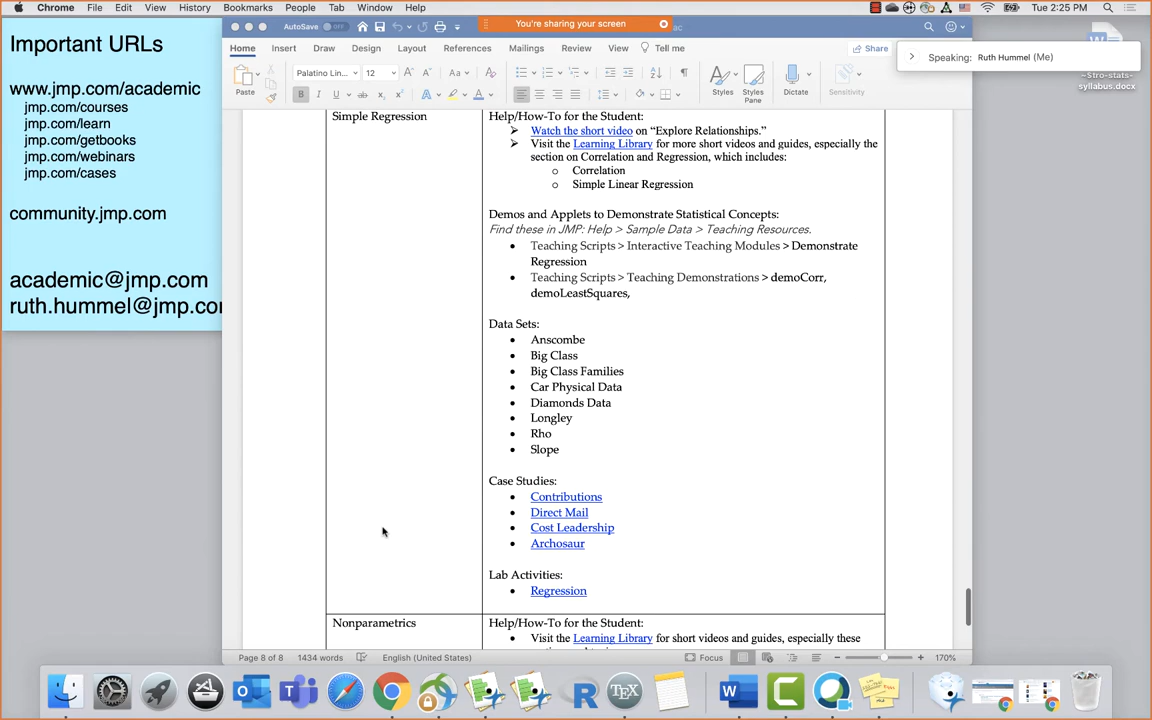 Chrome File Edit View History Bookmarks People Tab Window Help
Tue 2:25 PM
AutoSave
You're sharing your screen
ac
Home Insert Draw Design Layout References Mailings Review View Tell me
Share
Speaking: Ruth Hummel (Me)
~$tro-stats-
syllabus.docx
Paste
Palatino Lin... 12
Aa
B I U ab x₂ x² A A
Styles
Styles
Pane
Dictate
Sensitivity
Important URLs
www.jmp.com/academic
jmp.com/courses
jmp.com/learn
jmp.com/getbooks
jmp.com/webinars
jmp.com/cases
community.jmp.com
academic@jmp.com
ruth.hummel@jmp.co
Simple Regression
Help/How-To for the Student:
Watch the short video on “Explore Relationships.”
Visit the Learning Library for more short videos and guides, especially the
section on Correlation and Regression, which includes:
Correlation
Simple Linear Regression
Demos and Applets to Demonstrate Statistical Concepts:
Find these in JMP: Help > Sample Data > Teaching Resources.
Teaching Scripts > Interactive Teaching Modules > Demonstrate
Regression
Teaching Scripts > Teaching Demonstrations > demoCorr,
demoLeastSquares,
Data Sets:
Anscombe
Big Class
Big Class Families
Car Physical Data
Diamonds Data
Longley
Rho
Slope
Case Studies:
Contributions
Direct Mail
Cost Leadership
Archosaur
Lab Activities:
Regression
Nonparametrics
Help/How-To for the Student:
Visit the Learning Library for short videos and guides, especially these
Page 8 of 8 1434 words English (United States) Focus 170%